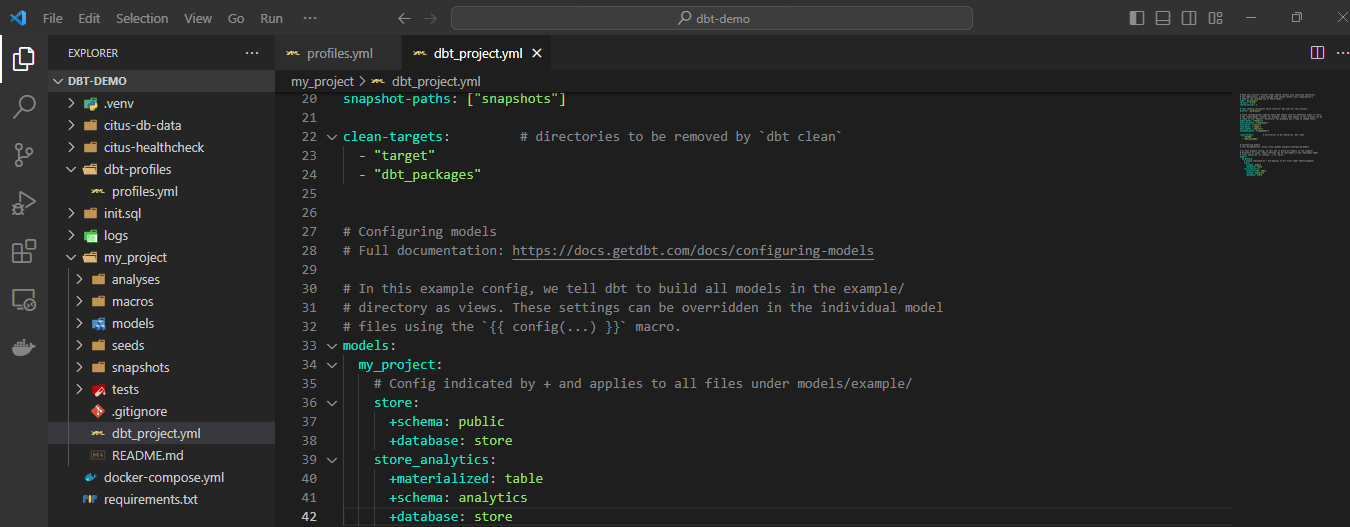 File Edit Selection View Go Run ··· dbt-demo
EXPLORER ···
DBT-DEMO
.venv
citus-db-data
citus-healthcheck
dbt-profiles
profiles.yml
init.sql
logs
my_project
analyses
macros
models
seeds
snapshots
tests
.gitignore
dbt_project.yml
README.md
docker-compose.yml
requirements.txt
profiles.yml dbt_project.yml
my_project > dbt_project.yml
20 snapshot-paths: ["snapshots"]
21
22 clean-targets: # directories to be removed by `dbt clean`
23 - "target"
24 - "dbt_packages"
25
26
27 # Configuring models
28 # Full documentation: https://docs.getdbt.com/docs/configuring-models
29
30 # In this example config, we tell dbt to build all models in the example/
31 # directory as views. These settings can be overridden in the individual model
32 # files using the `{{ config(...) }}` macro.
33 models:
34 my_project:
35 # Config indicated by + and applies to all files under models/example/
36 store:
37 +schema: public
38 +database: store
39 store_analytics:
40 +materialized: table
41 +schema: analytics
42 +database: store